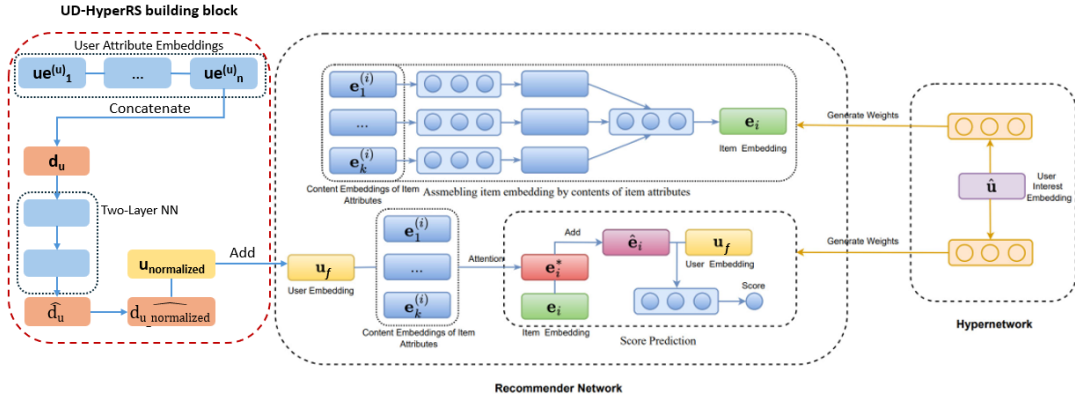 UD-HyperRS building block
User Attribute Embeddings
ue(u)1 ... ue(u)n
Concatenate
du
Two-Layer NN
unormalized
Add
d̂u
d̂u_normalized
e1(i)
...
ek(i)
Content Embeddings of Item
Attributes
Assmebling item embedding by contents of item attributes
ei
Item Embedding
uf
User Embedding
e1(i)
...
ek(i)
Content Embeddings of Item
Attributes
Attention
Add
ei*
êi
uf
User Embedding
ei
Item Embedding
Score
Score Prediction
Recommender Network
Generate Weights
Generate Weights
û
User
Interest
Embedding
Hypernetwork